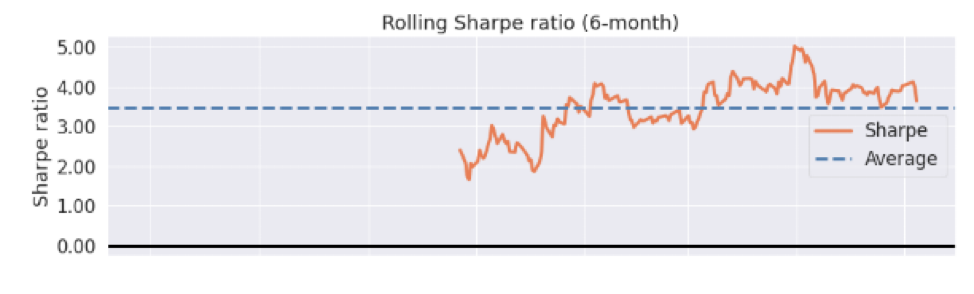 Rolling Sharpe ratio (6-month)
Sharpe ratio
5.00
4.00
3.00
2.00
1.00
0.00
Sharpe
Average